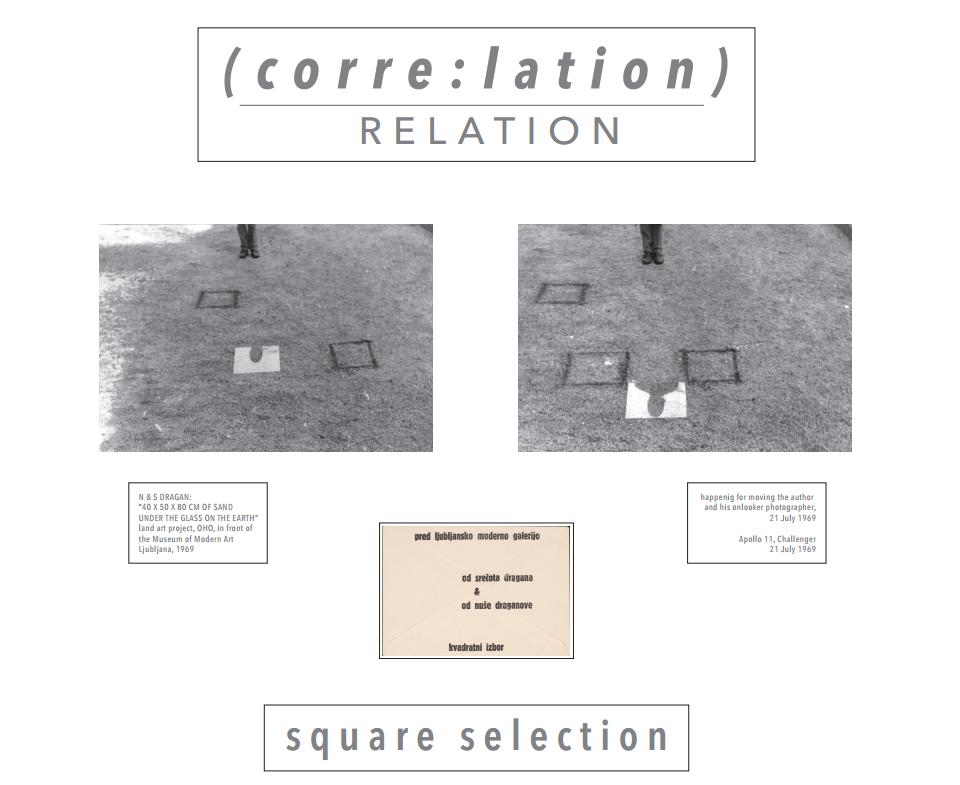 (corre:lation)
RELATION
N & S DRAGAN:
"40 X 50 X 80 CM OF SAND
UNDER THE GLASS ON THE EARTH"
land art project, OHO, in front of
the Museum of Modern Art
Ljubljana, 1969
happenig for moving the author
and his onlooker photographer,
21 July 1969
Apollo 11, Challenger
21 July 1969
pred ljubljansko moderno galerijo
od srečota dragana
&
od nuše draganove
kvadratni izbor
square selection